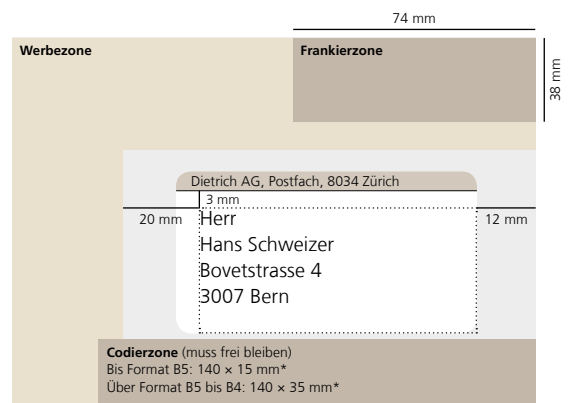 74 mm
Werbezone
Frankierzone
38 mm
Dietrich AG, Postfach, 8034 Zürich
3 mm
20 mm
12 mm
Herr
Hans Schweizer
Bovetstrasse 4
3007 Bern
Codierzone (muss frei bleiben)
Bis Format B5: 140 × 15 mm*
Über Format B5 bis B4: 140 × 35 mm*